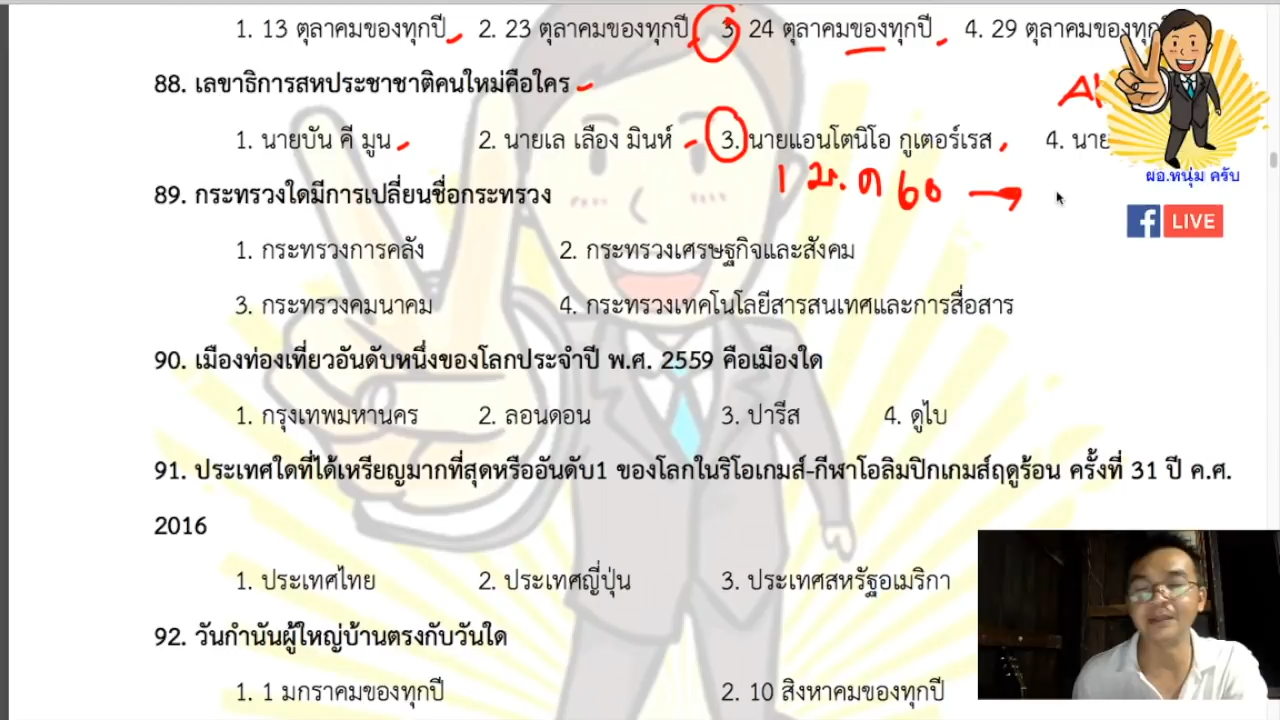 1. 13 ตุลาคมของทุกปี 2. 23 ตุลาคมของทุกปี 3. 24 ตุลาคมของทุกปี 4. 29 ตุลาคมของทุกปี
88. เลขาธิการสหประชาชาติคนใหม่คือใคร
1. นายบัน คี มูน 2. นายเล เลือง มินห์ 3. นายแอนโตนิโอ กูเตอร์เรส 4. นาย
ผอ.หนุ่ม ครับ
1 ม.ค 60
89. กระทรวงใดมีการเปลี่ยนชื่อกระทรวง
LIVE
1. กระทรวงการคลัง 2. กระทรวงเศรษฐกิจและสังคม
3. กระทรวงคมนาคม 4. กระทรวงเทคโนโลยีสารสนเทศและการสื่อสาร
90. เมืองท่องเที่ยวอันดับหนึ่งของโลกประจำปี พ.ศ. 2559 คือเมืองใด
1. กรุงเทพมหานคร 2. ลอนดอน 3. ปารีส 4. ดูไบ
91. ประเทศใดที่ได้เหรียญมากที่สุดหรืออันดับ1 ของโลกในริโอเกมส์-กีฬาโอลิมปิกเกมส์ฤดูร้อน ครั้งที่ 31 ปี ค.ศ.
2016
1. ประเทศไทย 2. ประเทศญี่ปุ่น 3. ประเทศสหรัฐอเมริกา
92. วันกำนันผู้ใหญ่บ้านตรงกับวันใด
1. 1 มกราคมของทุกปี 2. 10 สิงหาคมของทุกปี